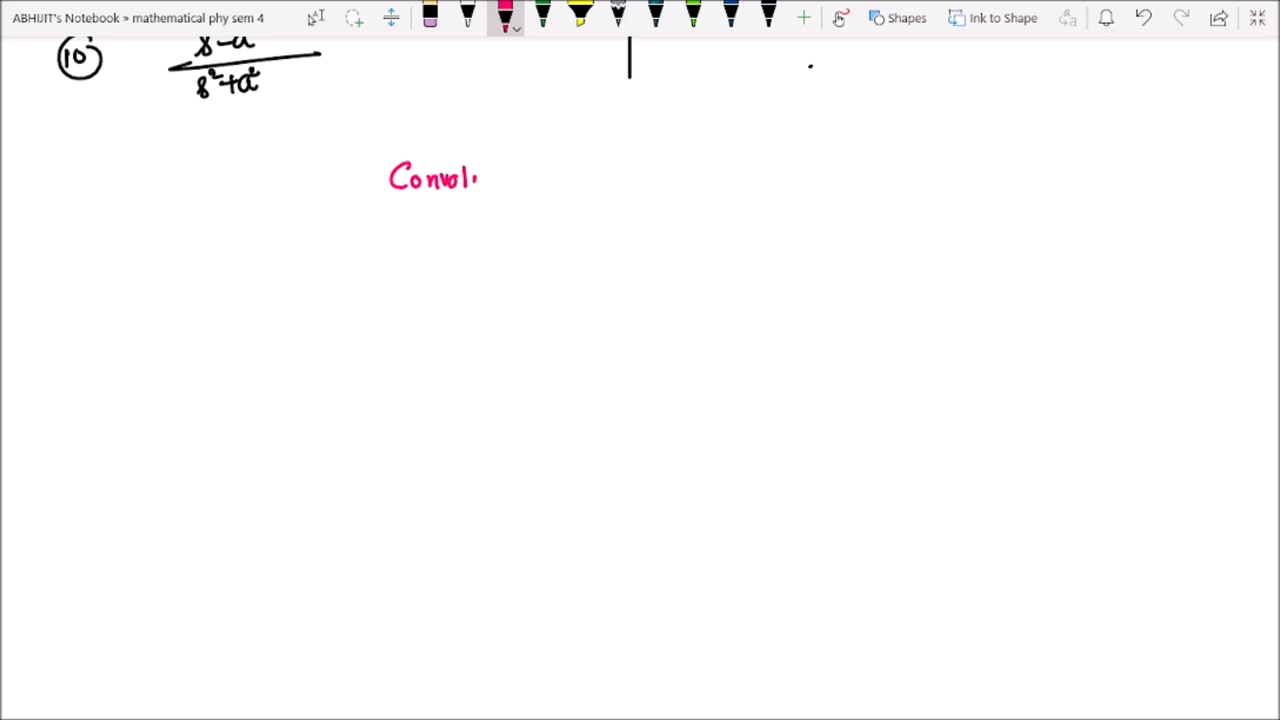 ABHIJIT's Notebook » mathematical phy sem 4
Shapes
Ink to Shape
10
s-a
s²+a²
Convol